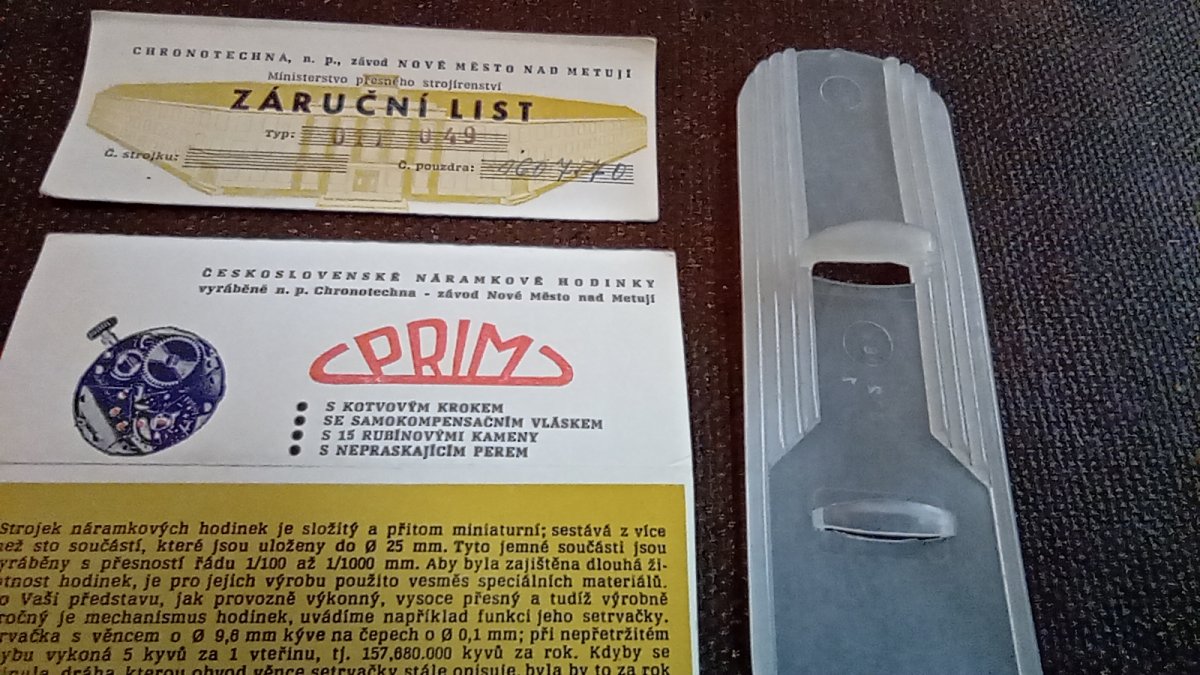 CHRONOTECHNA, n. p., závod NOVÉ MĚSTO NAD METUJÍ
Ministerstvo přesného strojírenství
ZÁRUČNÍ LIST
Typ: 011 049
Č. strojku:
Č. pouzdra:
ČESKOSLOVENSKÉ NÁRAMKOVÉ HODINKY
vyráběné n. p. Chronotechna - závod Nové Město nad Metují
PRIM
S KOTVOVÝM KROKEM
SE SAMOKOMPENSAČNÍM VLÁSKEM
S 15 RUBÍNOVÝMI KAMENY
S NEPRASKAJÍCÍM PEREM
Strojek náramkových hodinek je složitý a přitom miniaturní; sestává z více
než sto součástí, které jsou uloženy do Ø 25 mm. Tyto jemné součásti jsou
vyráběny s přesností řádu 1/100 až 1/1000 mm. Aby byla zajištěna dlouhá ži-
votnost hodinek, je pro jejich výrobu použito vesměs speciálních materiálů.
Vaši představu, jak provozně výkonný, vysoce přesný a tudíž výrobně
náročný je mechanismus hodinek, uvádíme například funkci jeho setrvačky.
Setrvačka s věncem o Ø 9,6 mm kýve na čepech o Ø 0,1 mm; při nepřetržitém
vykoná 5 kyvů za 1 vteřinu, tj. 157,680.000 kyvů za rok. Kdyby se
dráha, kterou obvod věnce setrvačky stále opisuje, byla by to za rok